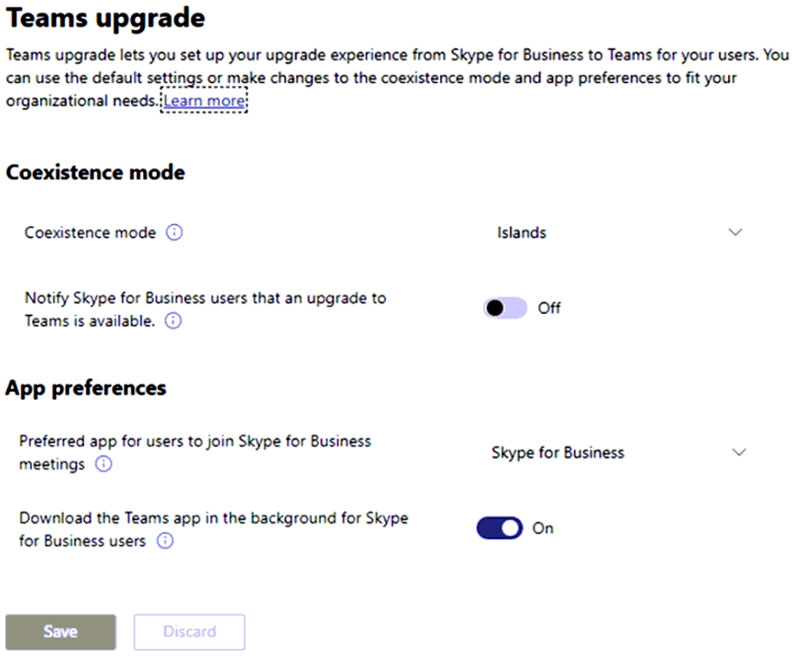 Teams upgrade
Teams upgrade lets you set up your upgrade experience from Skype for Business to Teams for your users. You
can use the default settings or make changes to the coexistence mode and app preferences to fit your
organizational needs. Learn more
Coexistence mode
Coexistence mode Islands
Notify Skype for Business users that an upgrade to
Teams is available. Off
App preferences
Preferred app for users to join Skype for Business
meetings Skype for Business
Download the Teams app in the background for Skype
for Business users On
Save Discard